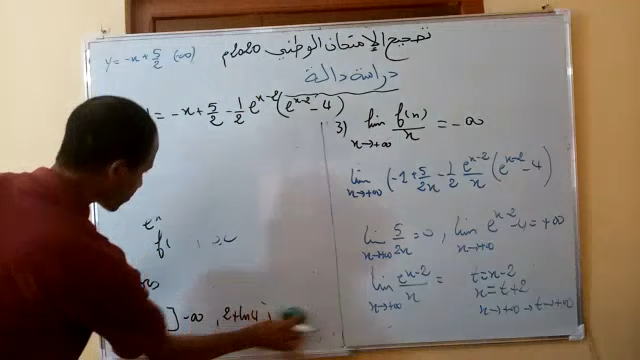 تصحيح الإمتحان الوطني 2020 م
دراسة دالة
y = -x + 5/2 (-∞)
= -x + 5/2 - 1/2 e^(x-2) (e^(x-2) - 4)
]-∞, 2+ln4
3) lim x→+∞ f(x)/x = -∞
lim x→+∞ (-1 + 5/2x - 1/2 e^(x-2)/x (e^(x-2) - 4)
lim x→+∞ 5/2x = 0, lim x→+∞ e^(x-2) - 4 = +∞
lim x→+∞ e^(x-2)/x = t = x-2
x = t+2
x→+∞ → t→+∞